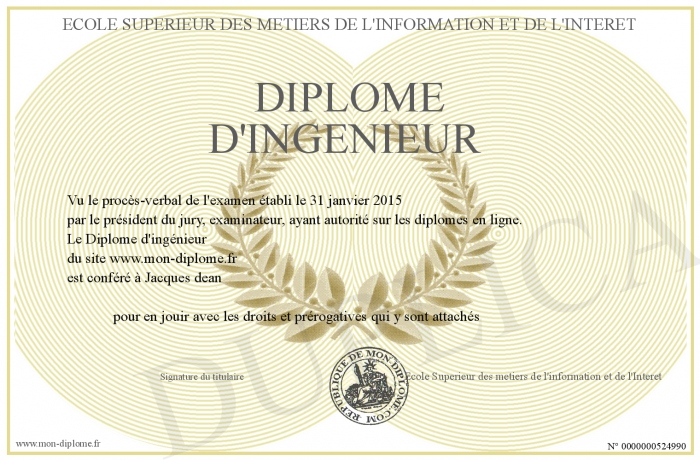 ECOLE SUPERIEUR DES METIERS DE L'INFORMATION ET DE L'INTERET
DIPLOME
D'INGENIEUR
Vu le procès-verbal de l'examen établi le 31 janvier 2015
par le président du jury, examinateur, ayant autorité sur les diplomes en ligne.
Le Diplome d'ingénieur
du site www.mon-diplome.fr
est conféré à Jacques dean
pour en jouir avec les droits et prérogatives qui y sont attachés
Signature du titulaire
REPUBLIQUE DE MON-DIPLOME.COM
Ecole Superieur des metiers de l'information et de l'Interet
DUPLICA
www.mon-diplome.fr
N° 0000000524990